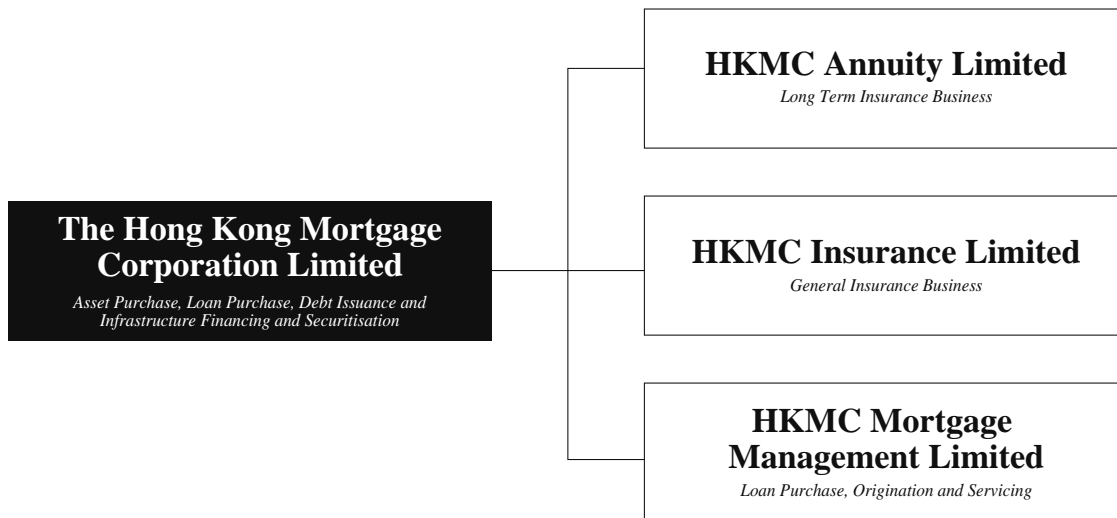 The Hong Kong Mortgage
Corporation Limited
Asset Purchase, Loan Purchase, Debt Issuance and
Infrastructure Financing and Securitisation
HKMC Annuity Limited
Long Term Insurance Business
HKMC Insurance Limited
General Insurance Business
HKMC Mortgage
Management Limited
Loan Purchase, Origination and Servicing